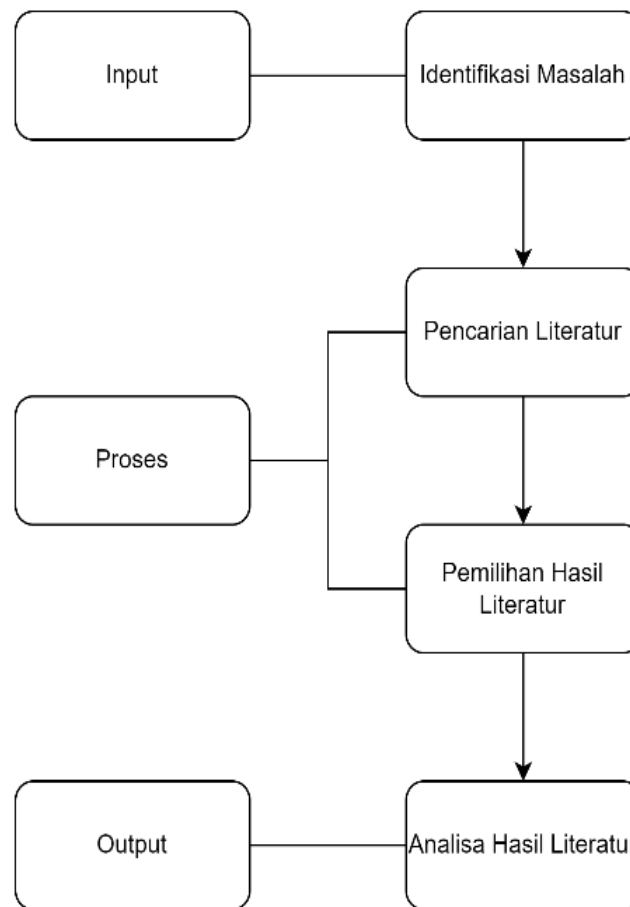 Input
Identifikasi Masalah
Pencarian Literatur
Proses
Pemilihan Hasil
Literatur
Output
Analisa Hasil Literatu